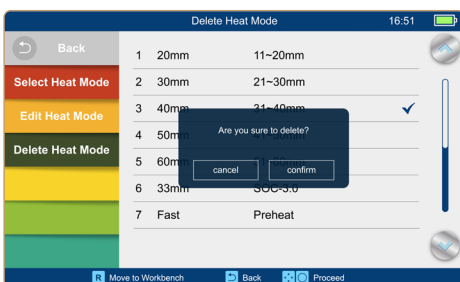 Delete Heat Mode 16:51
Back
Select Heat Mode
Edit Heat Mode
Delete Heat Mode
1 20mm 11~20mm
2 30mm 21~30mm
3 40mm 31~40mm
4 50mm
5 60mm
6 33mm SOC-3.0
7 Fast Preheat
Are you sure to delete?
cancel confirm
R Move to Workbench Back Proceed